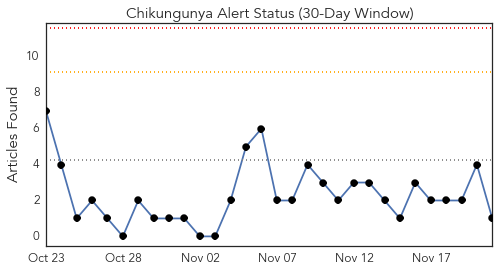 Chikungunya Alert Status (30-Day Window)
Articles Found
10
8
6
4
2
0
Oct 23
Oct 28
Nov 02
Nov 07
Nov 12
Nov 17